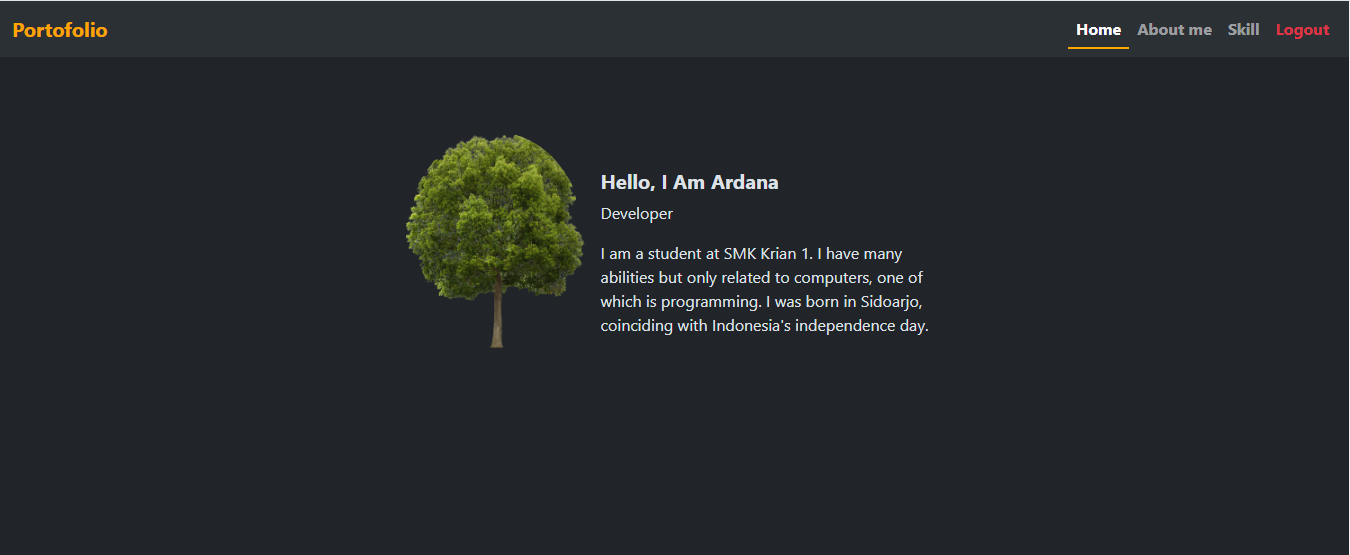 Portofolio
Home About me Skill Logout
Hello, I Am Ardana
Developer
I am a student at SMK Krian 1. I have many
abilities but only related to computers, one of
which is programming. I was born in Sidoarjo,
coinciding with Indonesia's independence day.